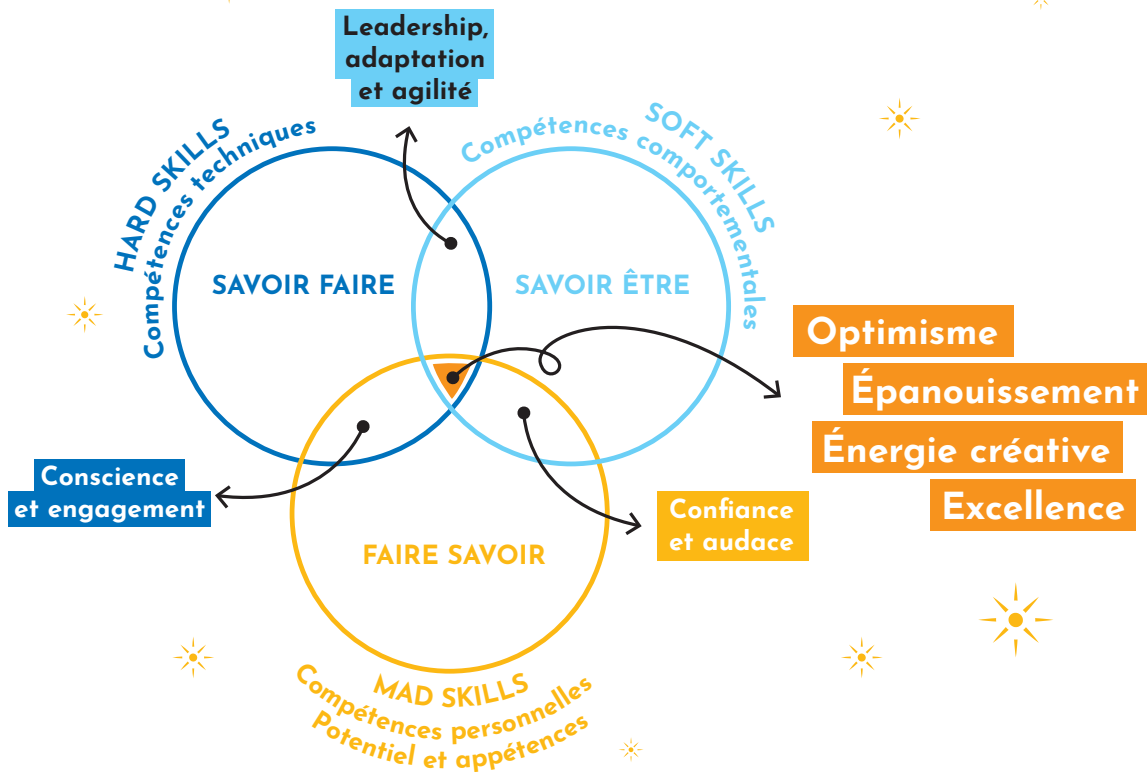 Leadership,
adaptation
et agilité
HARD SKILLS
Compétences techniques
SOFT SKILLS
Compétences comportementales
SAVOIR FAIRE
SAVOIR ÊTRE
Optimisme
Épanouissement
Énergie créative
Excellence
Conscience
et engagement
Confiance
et audace
FAIRE SAVOIR
MAD SKILLS
Compétences personnelles
Potentiel et appétences